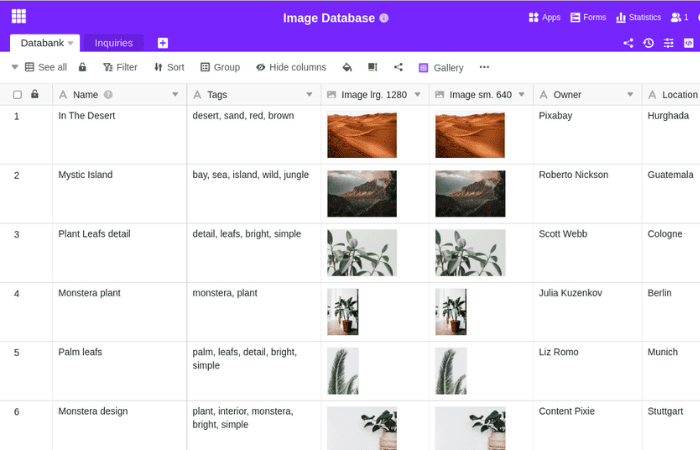 Image Database
Apps Forms Statistics 1
Databank Inquiries
See all Filter Sort Group Hide columns Gallery
Name Tags Image lrg. 1280 Image sm. 640 Owner Location
1 In The Desert desert, sand, red, brown Pixabay Hurghada
2 Mystic Island bay, sea, island, wild, jungle Roberto Nickson Guatemala
3 Plant Leafs detail detail, leafs, bright, simple Scott Webb Cologne
4 Monstera plant monstera, plant Julia Kuzenkov Berlin
5 Palm leafs palm, leafs, detail, bright, Liz Romo Munich
simple
6 Monstera design plant, interior, monstera, Content Pixie Stuttgart
bright, simple